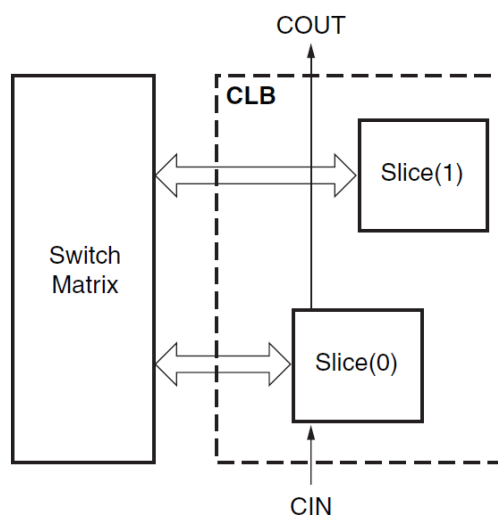 COUT
CLB
Slice(1)
Switch
Matrix
Slice(0)
CIN